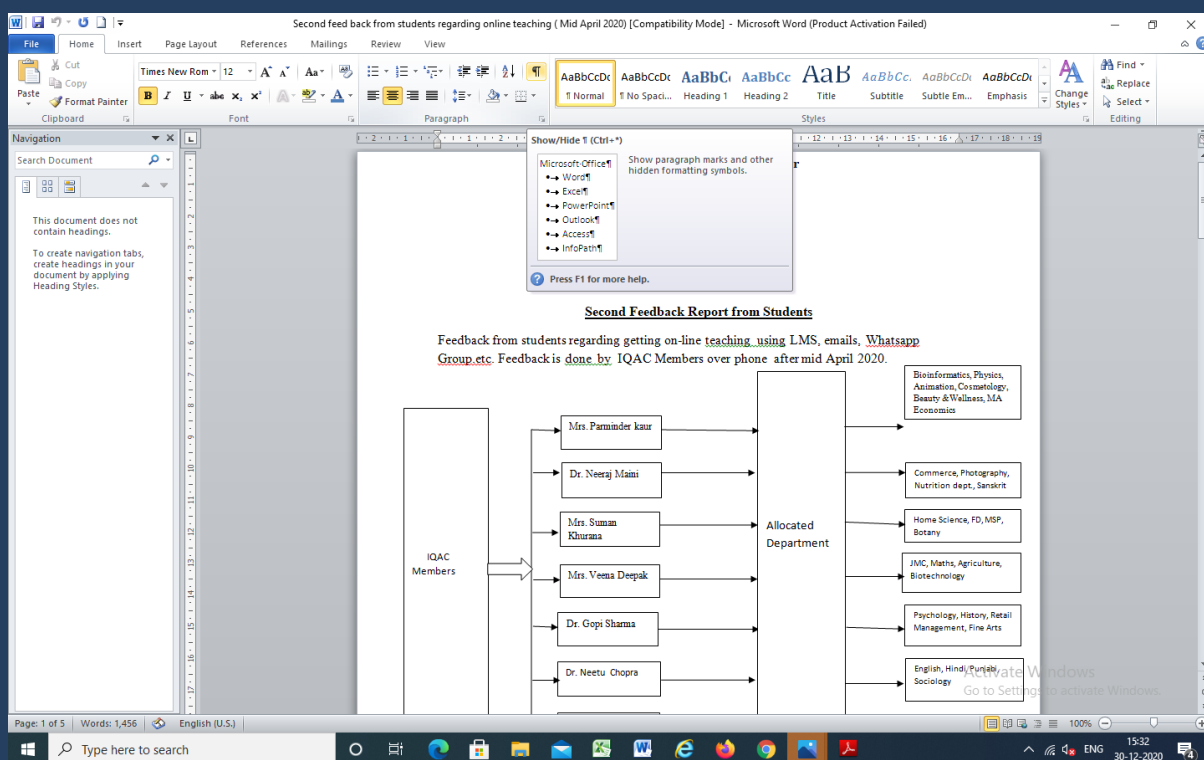 Second feed back from students regarding online teaching ( Mid April 2020) [Compatibility Mode] - Microsoft Word (Product Activation Failed)
File Home Insert Page Layout References Mailings Review View
Cut
Copy
Format Painter
Paste
Clipboard
Times New Rom 12
Font
Paragraph
AaBbCcDc AaBbCcDc AaBbC AaBbCc AaB AaBbCc. AaBbCcDi AaBbCcDc
¶ Normal ¶ No Spaci... Heading 1 Heading 2 Title Subtitle Subtle Em... Emphasis
Change
Styles
Styles
Find
Replace
Select
Editing
Navigation
Search Document
This document does not
contain headings.
To create navigation tabs,
create headings in your
document by applying
Heading Styles.
Show/Hide ¶ (Ctrl+*)
Microsoft·Office¶
Word¶
Excel¶
PowerPoint¶
Outlook¶
Access¶
InfoPath¶
Show paragraph marks and other
hidden formatting symbols.
Press F1 for more help.
Second Feedback Report from Students
Feedback from students regarding getting on-line teaching using LMS, emails, Whatsapp
Group.etc. Feedback is done by IQAC Members over phone after mid April 2020.
IQAC
Members
Mrs. Parminder kaur
Dr. Neeraj Maini
Mrs. Suman
Khurana
Mrs. Veena Deepak
Dr. Gopi Sharma
Dr. Neetu Chopra
Allocated
Department
Bioinformatics, Physics,
Animation, Cosmetology,
Beauty &Wellness, MA
Economics
Commerce, Photography,
Nutrition dept., Sanskrit
Home Science, FD, MSP,
Botany
JMC, Maths, Agriculture,
Biotechnology
Psychology, History, Retail
Management, Fine Arts
English, Hindi, Punjabi,
Sociology
Activate Windows
Go to Settings to activate Windows.
Page: 1 of 5 Words: 1,456 English (U.S.) 100%
Type here to search
ENG
15:32
30-12-2020